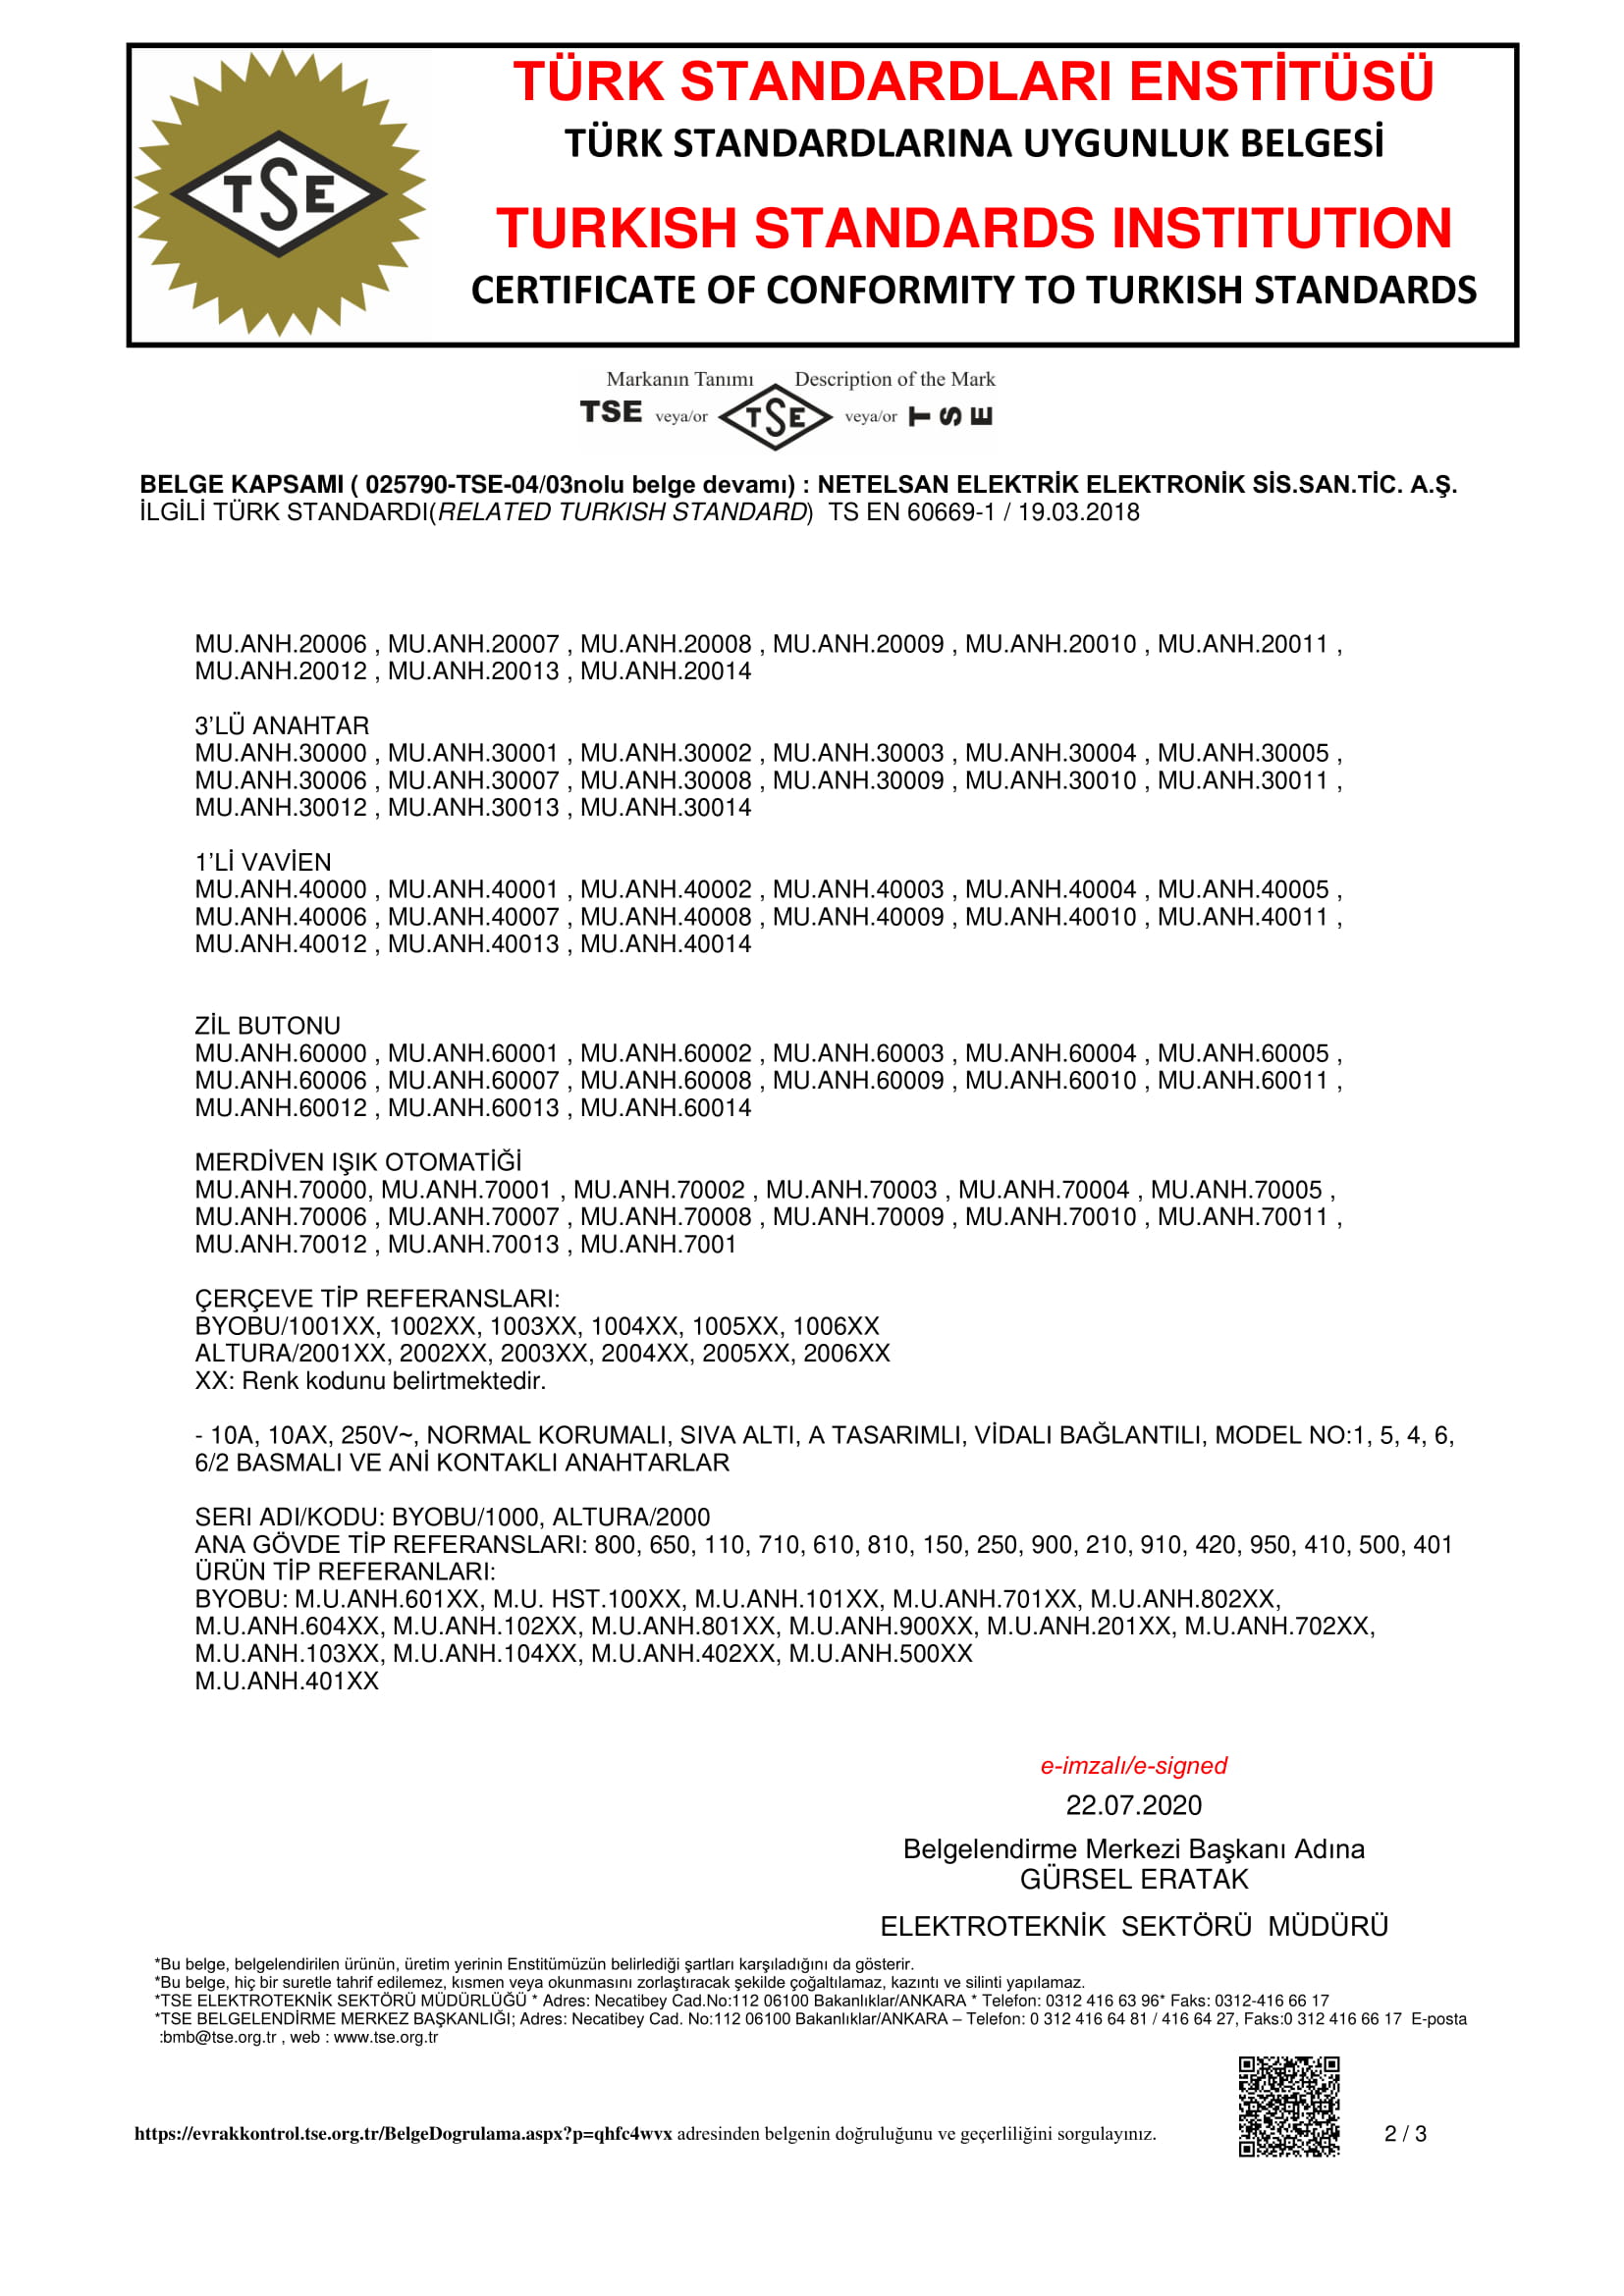 TSE
TÜRK STANDARDLARI ENSTİTÜSÜ
TÜRK STANDARDLARINA UYGUNLUK BELGESİ
TURKISH STANDARDS INSTITUTION
CERTIFICATE OF CONFORMITY TO TURKISH STANDARDS
Markanın Tanımı Description of the Mark
TSE veya/or TSE veya/or TSE
BELGE KAPSAMI ( 025790-TSE-04/03nolu belge devamı) : NETELSAN ELEKTRİK ELEKTRONİK SİS.SAN.TİC. A.Ş.
İLGİLİ TÜRK STANDARDI(RELATED TURKISH STANDARD) TS EN 60669-1 / 19.03.2018
MU.ANH.20006 , MU.ANH.20007 , MU.ANH.20008 , MU.ANH.20009 , MU.ANH.20010 , MU.ANH.20011 ,
MU.ANH.20012 , MU.ANH.20013 , MU.ANH.20014
3'LÜ ANAHTAR
MU.ANH.30000 , MU.ANH.30001 , MU.ANH.30002 , MU.ANH.30003 , MU.ANH.30004 , MU.ANH.30005 ,
MU.ANH.30006 , MU.ANH.30007 , MU.ANH.30008 , MU.ANH.30009 , MU.ANH.30010 , MU.ANH.30011 ,
MU.ANH.30012 , MU.ANH.30013 , MU.ANH.30014
1'Lİ VAVİEN
MU.ANH.40000 , MU.ANH.40001 , MU.ANH.40002 , MU.ANH.40003 , MU.ANH.40004 , MU.ANH.40005 ,
MU.ANH.40006 , MU.ANH.40007 , MU.ANH.40008 , MU.ANH.40009 , MU.ANH.40010 , MU.ANH.40011 ,
MU.ANH.40012 , MU.ANH.40013 , MU.ANH.40014
ZİL BUTONU
MU.ANH.60000 , MU.ANH.60001 , MU.ANH.60002 , MU.ANH.60003 , MU.ANH.60004 , MU.ANH.60005 ,
MU.ANH.60006 , MU.ANH.60007 , MU.ANH.60008 , MU.ANH.60009 , MU.ANH.60010 , MU.ANH.60011 ,
MU.ANH.60012 , MU.ANH.60013 , MU.ANH.60014
MERDİVEN IŞIK OTOMATİĞİ
MU.ANH.70000, MU.ANH.70001 , MU.ANH.70002 , MU.ANH.70003 , MU.ANH.70004 , MU.ANH.70005 ,
MU.ANH.70006 , MU.ANH.70007 , MU.ANH.70008 , MU.ANH.70009 , MU.ANH.70010 , MU.ANH.70011 ,
MU.ANH.70012 , MU.ANH.70013 , MU.ANH.7001
ÇERÇEVE TİP REFERANSLARI:
BYOBU/1001XX, 1002XX, 1003XX, 1004XX, 1005XX, 1006XX
ALTURA/2001XX, 2002XX, 2003XX, 2004XX, 2005XX, 2006XX
XX: Renk kodunu belirtmektedir.
- 10A, 10AX, 250V~, NORMAL KORUMALI, SIVA ALTI, A TASARIMLI, VİDALI BAĞLANTILI, MODEL NO:1, 5, 4, 6,
6/2 BASMALI VE ANİ KONTAKLI ANAHTARLAR
SERI ADI/KODU: BYOBU/1000, ALTURA/2000
ANA GÖVDE TİP REFERANSLARI: 800, 650, 110, 710, 610, 810, 150, 250, 900, 210, 910, 420, 950, 410, 500, 401
ÜRÜN TİP REFERANLARI:
BYOBU: M.U.ANH.601XX, M.U. HST.100XX, M.U.ANH.101XX, M.U.ANH.701XX, M.U.ANH.802XX,
M.U.ANH.604XX, M.U.ANH.102XX, M.U.ANH.801XX, M.U.ANH.900XX, M.U.ANH.201XX, M.U.ANH.702XX,
M.U.ANH.103XX, M.U.ANH.104XX, M.U.ANH.402XX, M.U.ANH.500XX
M.U.ANH.401XX
e-imzalı/e-signed
22.07.2020
Belgelendirme Merkezi Başkanı Adına
GÜRSEL ERATAK
ELEKTROTEKNİK SEKTÖRÜ MÜDÜRÜ
*Bu belge, belgelendirilen ürünün, üretim yerinin Enstitümüzün belirlediği şartları karşıladığını da gösterir.
*Bu belge, hiç bir suretle tahrif edilemez, kısmen veya okunmasını zorlaştıracak şekilde çoğaltılamaz, kazıntı ve silinti yapılamaz.
*TSE ELEKTROTEKNİK SEKTÖRÜ MÜDÜRLÜĞÜ * Adres: Necatibey Cad.No:112 06100 Bakanlıklar/ANKARA * Telefon: 0312 416 63 96* Faks: 0312-416 66 17
*TSE BELGELENDİRME MERKEZ BAŞKANLIĞI; Adres: Necatibey Cad. No:112 06100 Bakanlıklar/ANKARA – Telefon: 0 312 416 64 81 / 416 64 27, Faks:0 312 416 66 17 E-posta
:bmb@tse.org.tr , web : www.tse.org.tr
https://evrakkontrol.tse.org.tr/BelgeDogrulama.aspx?p=qhfc4wvx adresinden belgenin doğruluğunu ve geçerliliğini sorgulayınız.
2 / 3